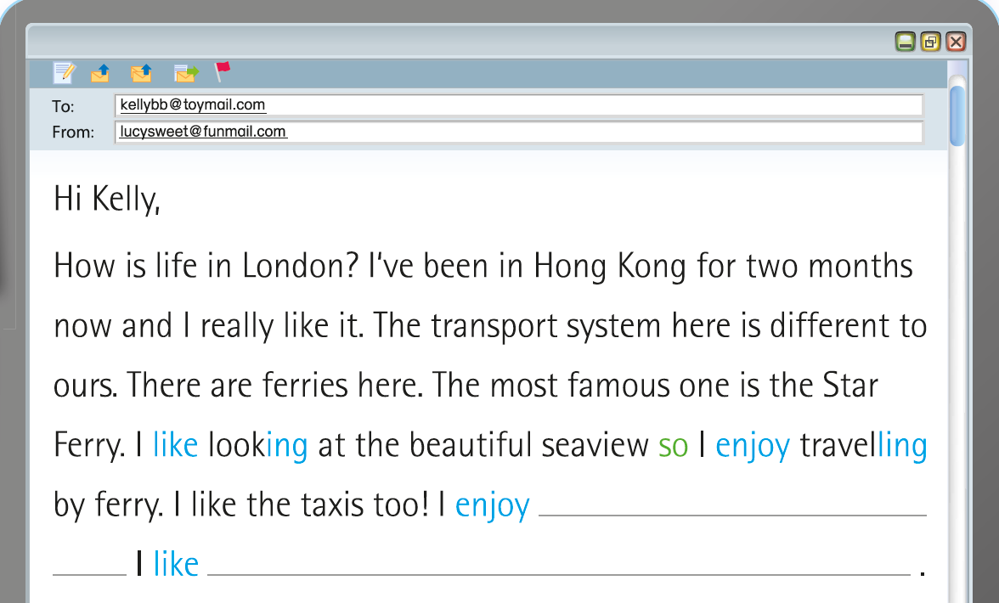 To: kellybb@toymail.com
From: lucysweet@funmail.com
Hi Kelly,
How is life in London? I've been in Hong Kong for two months
now and I really like it. The transport system here is different to
ours. There are ferries here. The most famous one is the Star
Ferry. I like looking at the beautiful seaview so I enjoy travelling
by ferry. I like the taxis too! I enjoy ____________________
____ I like ____________________ .